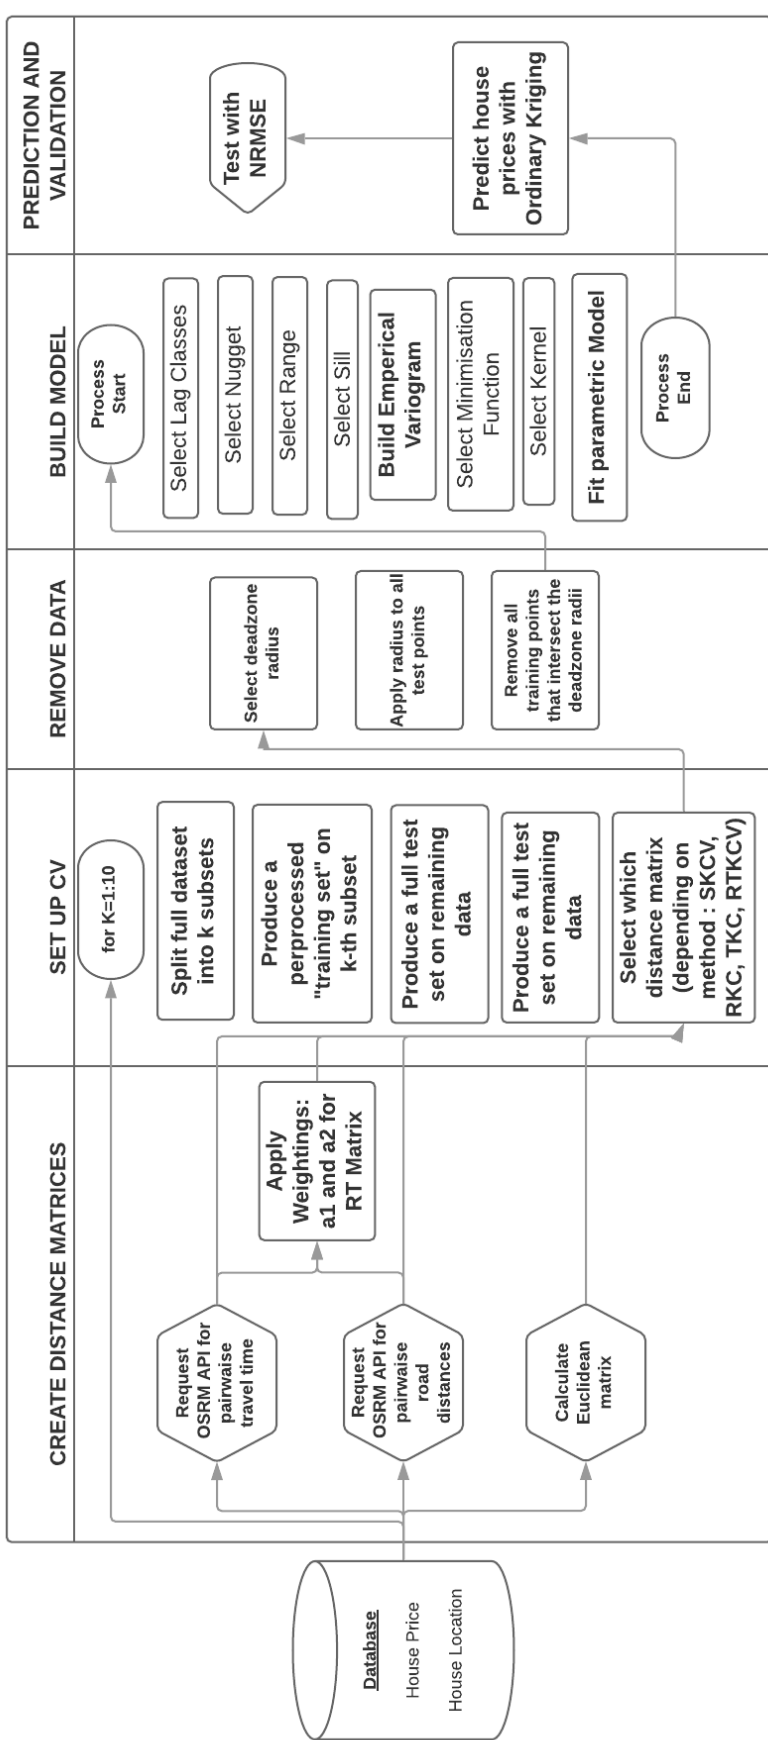 Database
House Price
House Location
CREATE DISTANCE MATRICES
Request
OSRM API for
pairwaise
travel time
Request
OSRM API for
pairwaise
road
distances
Calculate
Euclidean
matrix
Apply
Weightings:
a1 and a2 for
RT Matrix
SET UP CV
for K=1:10
Split full dataset
into k subsets
Produce a
perprocessed
"training set" on
k-th subset
Produce a full test
set on remaining
data
Produce a full test
set on remaining
data
Select which
distance matrix
(depending on
method : SKCV,
RKC, TKC, RTKCV)
REMOVE DATA
Select deadzone
radius
Apply radius to all
test points
Remove all
training points
that intersect the
deadzone radii
BUILD MODEL
Process
Start
Select Lag Classes
Select Nugget
Select Range
Select Sill
Build Emperical
Variogram
Select Minimisation
Function
Select Kernel
Fit parametric Model
Process
End
PREDICTION AND
VALIDATION
Test with
NRMSE
Predict house
prices with
Ordinary Kriging